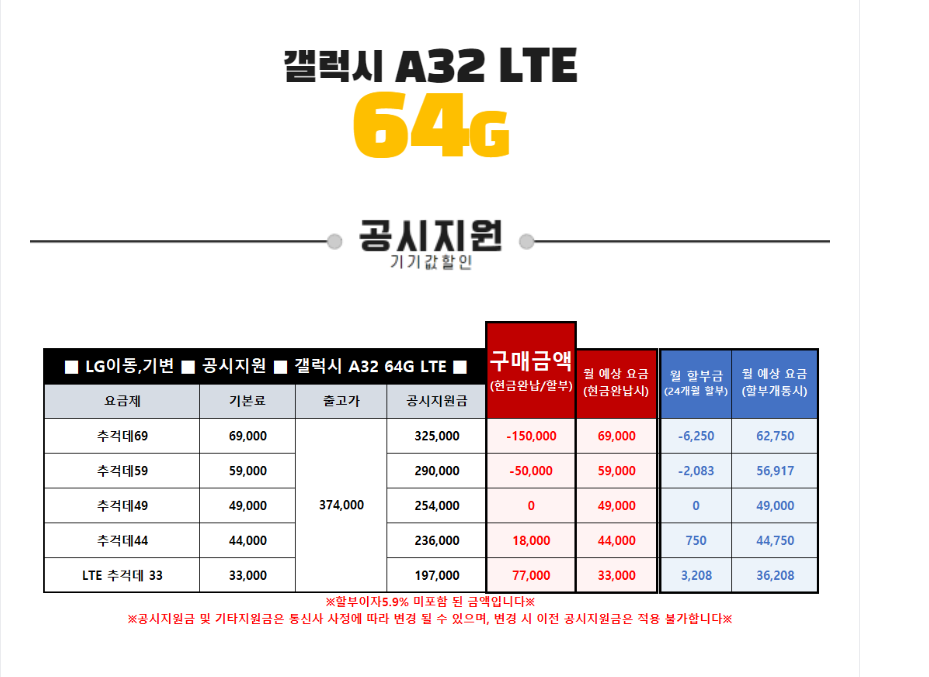 갤럭시 A32 LTE
64G
공시지원
기기값할인
■ LG이동,기변 ■ 공시지원 ■ 갤럭시 A32 64G LTE ■
구매금액
(현금완납/할부)
월 예상 요금
(현금완납시)
월 할부금
(24개월 할부)
월 예상 요금
(할부개통시)
요금제 기본료 출고가 공시지원금
추걱데69 69,000 325,000 -150,000 69,000 -6,250 62,750
추걱데59 59,000 290,000 -50,000 59,000 -2,083 56,917
추걱데49 49,000 374,000 254,000 0 49,000 0 49,000
추걱데44 44,000 236,000 18,000 44,000 750 44,750
LTE 추걱데 33 33,000 197,000 77,000 33,000 3,208 36,208
※할부이자5.9% 미포함 된 금액입니다※
※공시지원금 및 기타지원금은 통신사 사정에 따라 변경 될 수 있으며, 변경 시 이전 공시지원금은 적용 불가합니다※